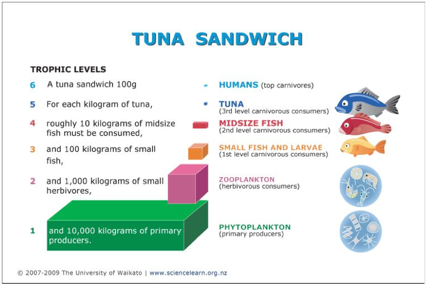 TUNA SANDWICH
TROPHIC LEVELS
6 A tuna sandwich 100g
HUMANS (top carnivores)
5 For each kilogram of tuna,
TUNA
(3rd level carnivorous consumers)
4 roughly 10 kilograms of midsize
fish must be consumed,
MIDSIZE FISH
(2nd level carnivorous consumers)
3 and 100 kilograms of small
fish,
SMALL FISH AND LARVAE
(1st level carnivorous consumers)
2 and 1,000 kilograms of small
herbivores,
ZOOPLANKTON
(herbivorous consumers)
1 and 10,000 kilograms of primary
producers.
PHYTOPLANKTON
(primary producers)
© 2007-2009 The University of Waikato | www.sciencelearn.org.nz